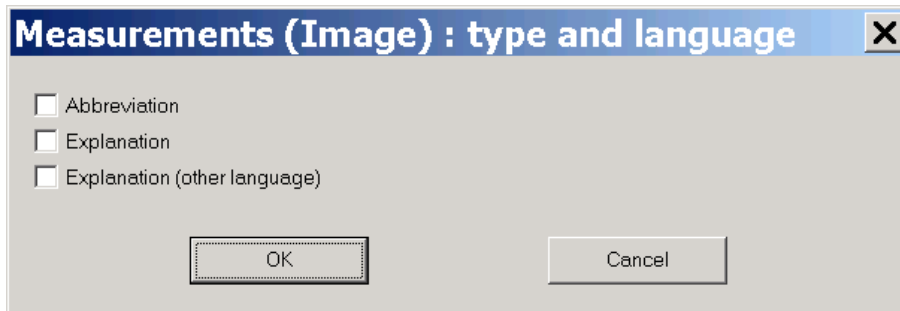 Measurements (Image) : type and language
Abbreviation
Explanation
Explanation (other language)
OK
Cancel